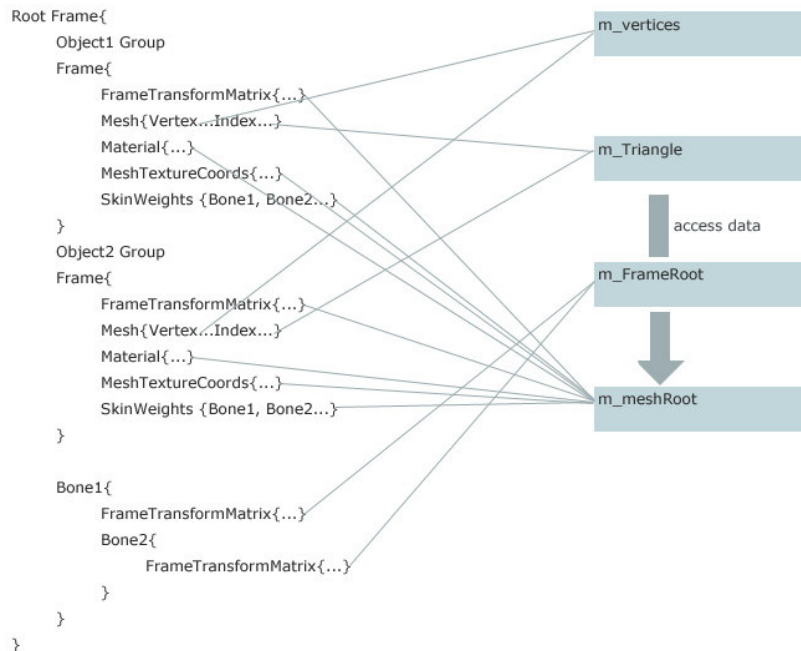 Root Frame{
Object1 Group
Frame{
FrameTransformMatrix{...}
Mesh{Vertex...Index...}
Material{...}
MeshTextureCoords{...}
SkinWeights {Bone1, Bone2...}
}
Object2 Group
Frame{
FrameTransformMatrix{...}
Mesh{Vertex...Index...}
Material{...}
MeshTextureCoords{...}
SkinWeights {Bone1, Bone2...}
}
Bone1{
FrameTransformMatrix{...}
Bone2{
FrameTransformMatrix{...}
}
}
}
m_vertices
m_Triangle
access data
m_FrameRoot
m_meshRoot